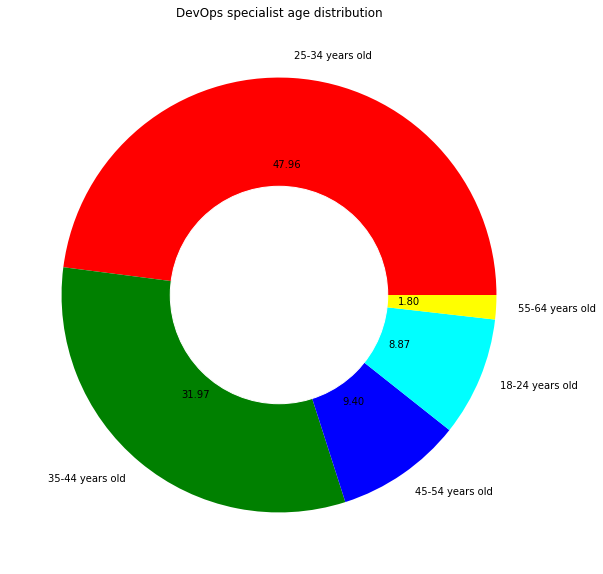 DevOps specialist age distribution
25-34 years old
47.96
35-44 years old
31.97
45-54 years old
9.40
18-24 years old
8.87
55-64 years old
1.80